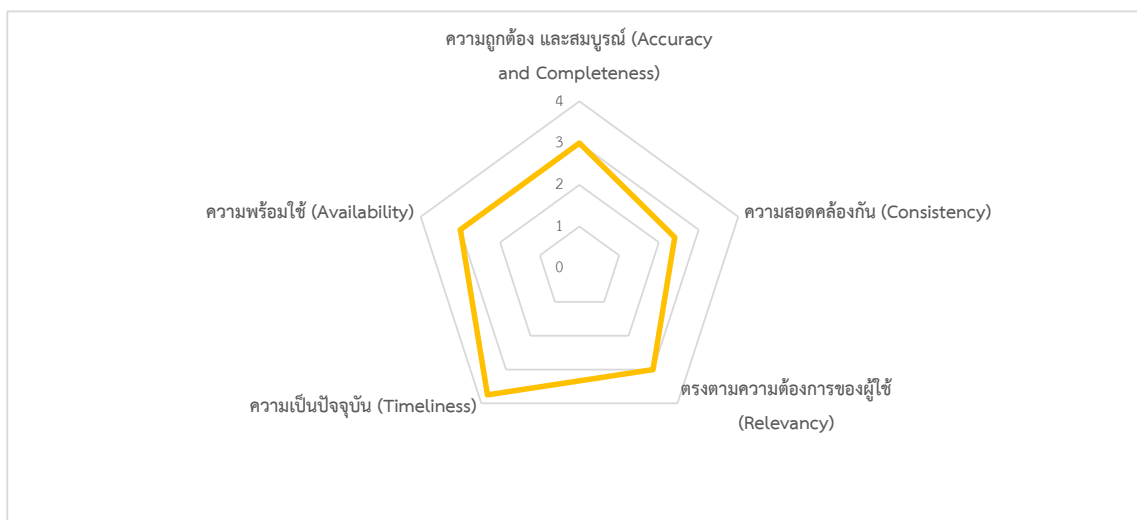 ความถูกต้อง และสมบูรณ์ (Accuracy
and Completeness)
4
3
2
1
0
ความพร้อมใช้ (Availability)
ความสอดคล้องกัน (Consistency)
ความเป็นปัจจุบัน (Timeliness)
ตรงตามความต้องการของผู้ใช้
(Relevancy)